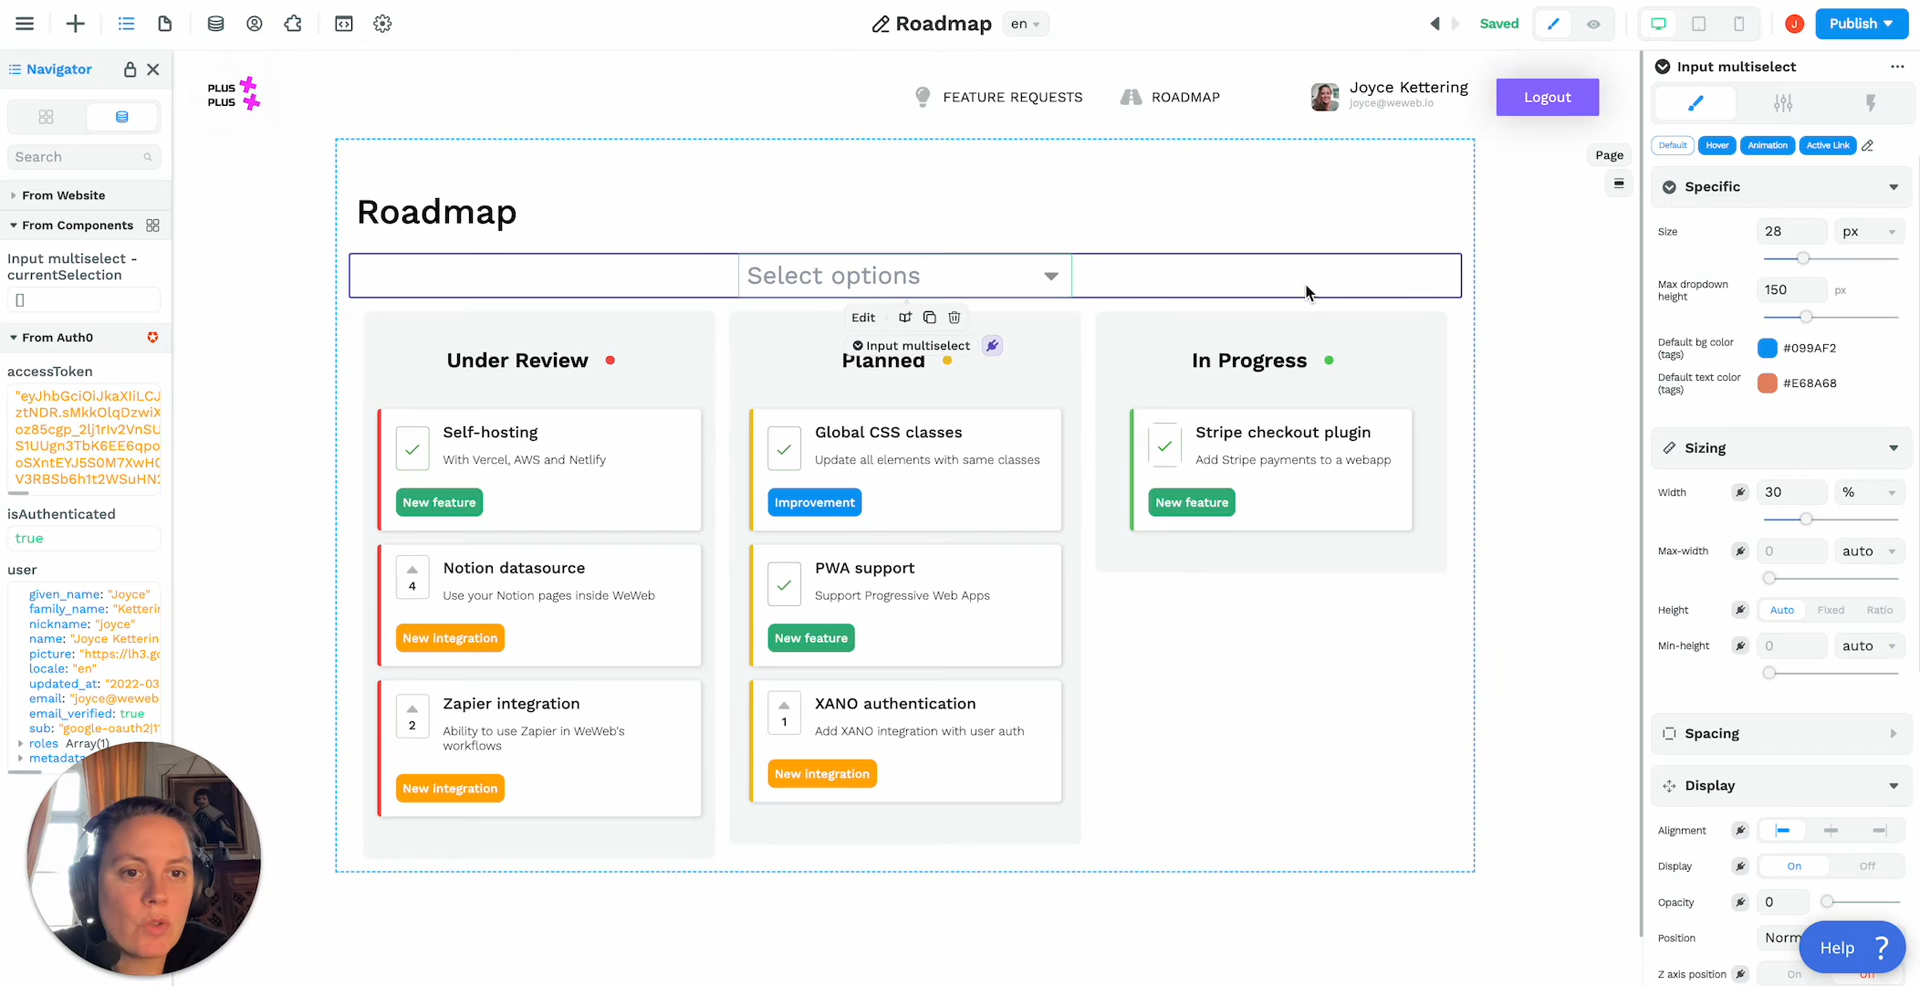 Roadmap
en
Saved
Publish
Navigator
Search
From Website
From Components
Input multiselect -
currentSelection
[]
From Auth0
accessToken
"eyJhbGciOiJkaXIiLCJ
ztNDR.sMkkOlqDzwiX
oz85cgp_2lj1rIv2VnSU
S1UUgn3TbK6EE6qpo
oSXntEYJ5S0M7XwH0
V3RBSb6h1t2WSuHN2
isAuthenticated
true
user
given_name: "Joyce"
family_name: "Ketterin
nickname: "joyce"
name: "Joyce Kettering
picture: "https://lh3.go
locale: "en"
updated_at: "2022-03
email: "joyce@weweb
email_verified: true
sub: "google-oauth2|1
roles Array(1)
metadata
PLUS
PLUS
FEATURE REQUESTS
ROADMAP
Joyce Kettering
joyce@weweb.io
Logout
Page
Roadmap
Select options
Edit
Input multiselect
Under Review
Self-hosting
With Vercel, AWS and Netlify
New feature
4
Notion datasource
Use your Notion pages inside WeWeb
New integration
2
Zapier integration
Ability to use Zapier in WeWeb's
workflows
New integration
Planned
Global CSS classes
Update all elements with same classes
Improvement
PWA support
Support Progressive Web Apps
New feature
1
XANO authentication
Add XANO integration with user auth
New integration
In Progress
Stripe checkout plugin
Add Stripe payments to a webapp
New feature
Input multiselect
Default
Hover
Animation
Active Link
Specific
Size
28
px
Max dropdown
height
150
px
Default bg color
(tags)
#099AF2
Default text color
(tags)
#E68A68
Sizing
Width
30
%
Max-width
0
auto
Height
Auto
Fixed
Ratio
Min-height
0
auto
Spacing
Display
Alignment
Display
On
Off
Opacity
0
Position
Norm
Z axis position
On
Off
Help ?
J